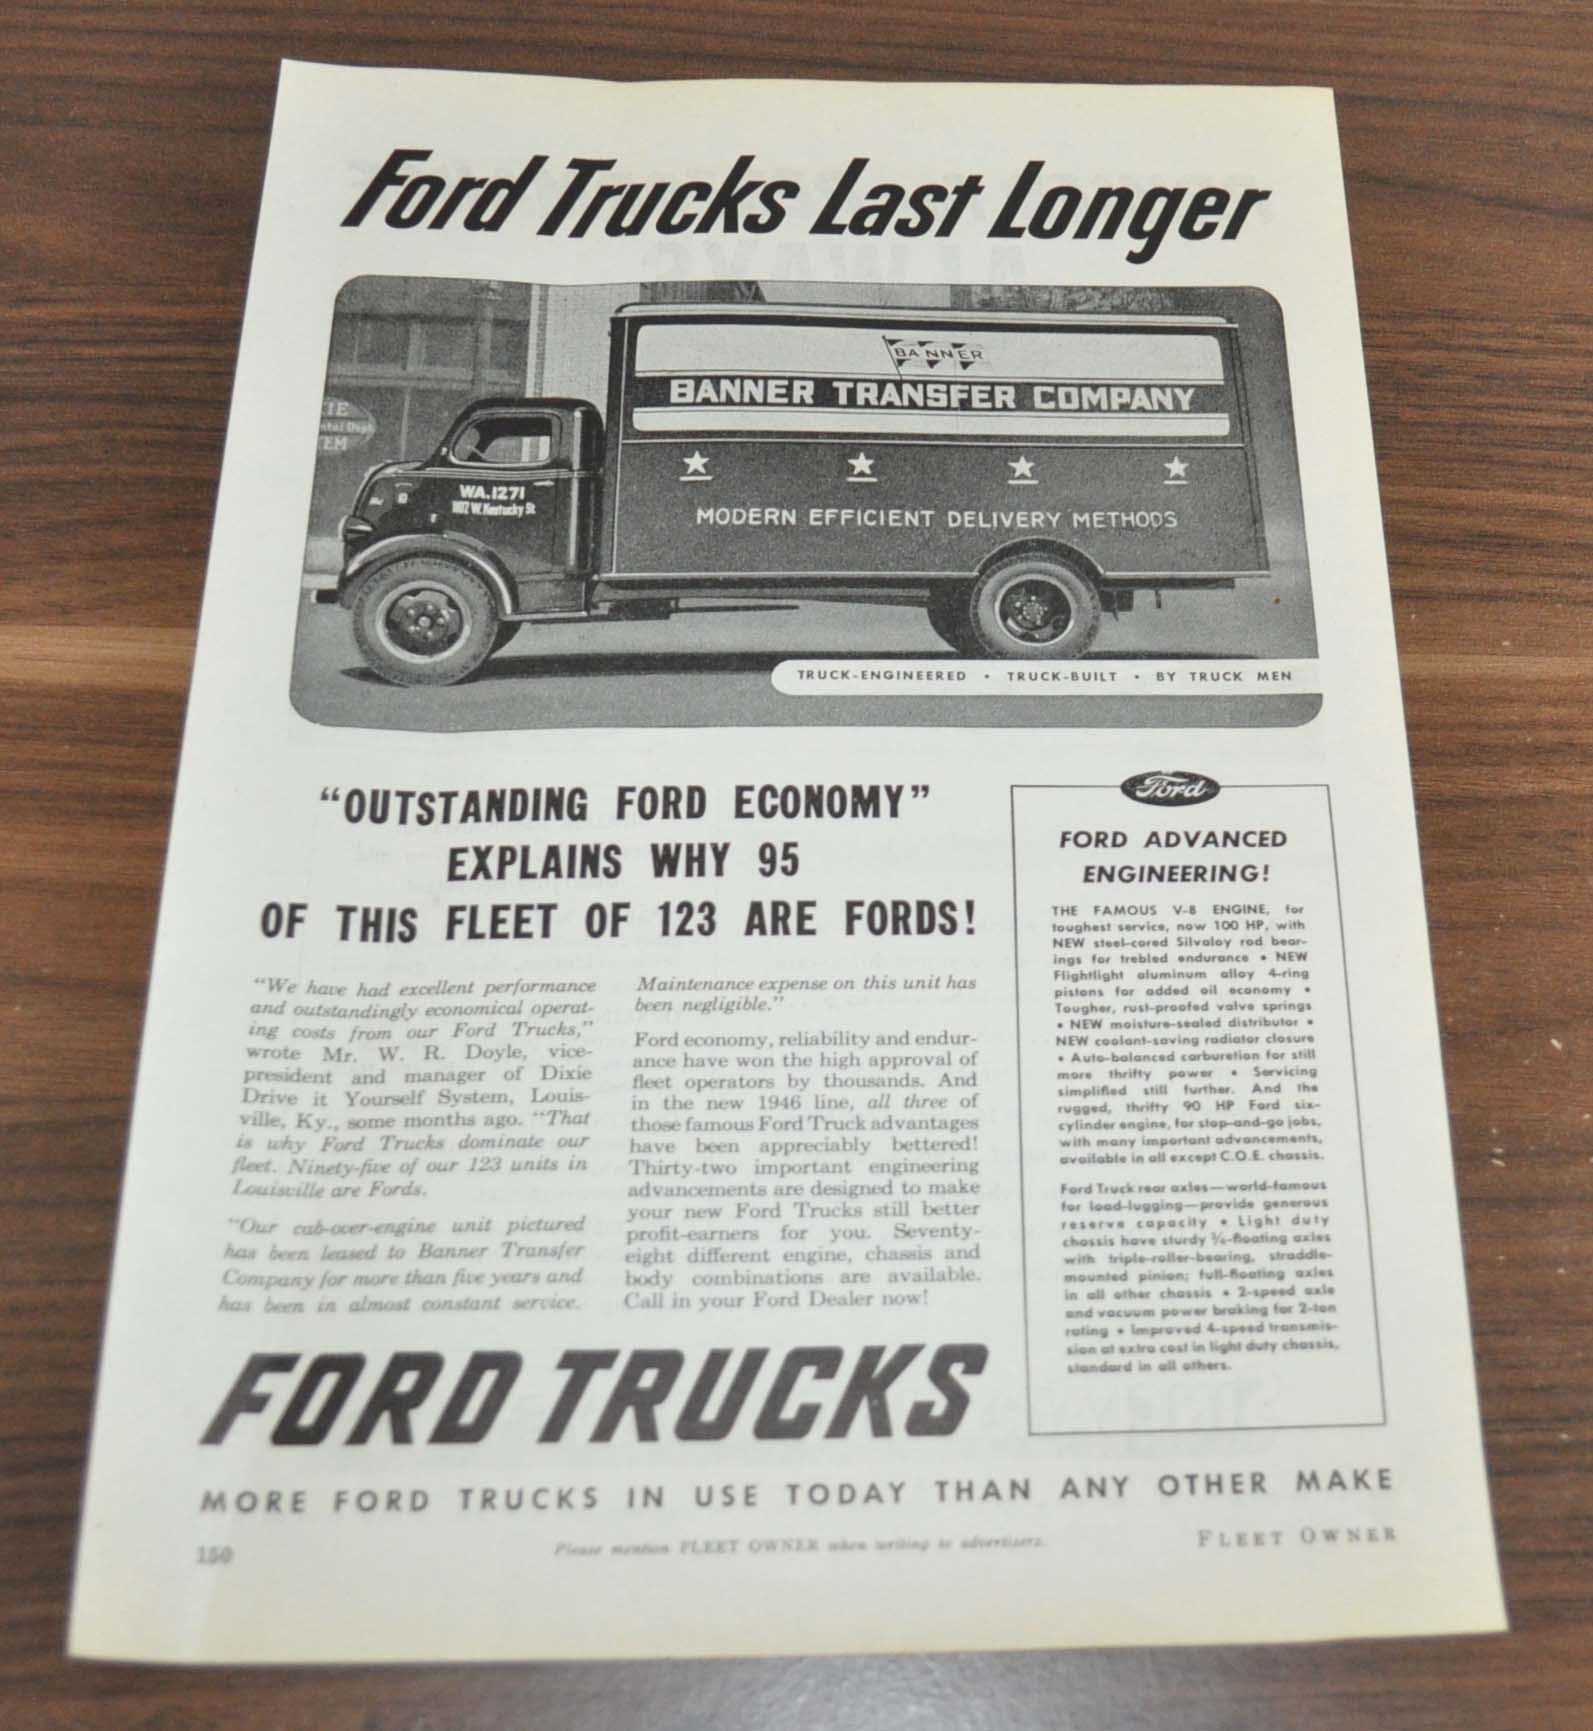 Ford Trucks Last Longer
BANNER
BANNER TRANSFER COMPANY
MODERN EFFICIENT DELIVERY METHODS
WA.1271
W. Kentucky St
TRUCK-ENGINEERED • TRUCK-BUILT • BY TRUCK MEN
"OUTSTANDING FORD ECONOMY"
EXPLAINS WHY 95
OF THIS FLEET OF 123 ARE FORDS!
"We have had excellent performance
and outstandingly economical operat-
ing costs from our Ford Trucks,"
wrote Mr. W. R. Doyle, vice-
president and manager of Dixie
Drive it Yourself System, Louis-
ville, Ky., some months ago. "That
is why Ford Trucks dominate our
fleet. Ninety-five of our 123 units in
Louisville are Fords.
"Our cab-over-engine unit pictured
has been leased to Banner Transfer
Company for more than five years and
has been in almost constant service.
Maintenance expense on this unit has
been negligible."
Ford economy, reliability and endur-
ance have won the high approval of
fleet operators by thousands. And
in the new 1946 line, all three of
those famous Ford Truck advantages
have been appreciably bettered!
Thirty-two important engineering
advancements are designed to make
your new Ford Trucks still better
profit-earners for you. Seventy-
eight different engine, chassis and
body combinations are available.
Call in your Ford Dealer now!
Ford
FORD ADVANCED
ENGINEERING!
THE FAMOUS V-8 ENGINE, for
toughest service, now 100 HP, with
NEW steel-cored Silvaloy rod bear-
ings for trebled endurance • NEW
Flightlight aluminum alloy 4-ring
pistons for added oil economy •
Tougher, rust-proofed valve springs
• NEW moisture-sealed distributor •
NEW coolant-saving radiator closure
• Auto-balanced carburetion for still
more thrifty power • Servicing
simplified still further. And the
rugged, thrifty 90 HP Ford six-
cylinder engine, for stop-and-go jobs,
with many important advancements,
available in all except C.O.E. chassis.
Ford Truck rear axles—world-famous
for load-lugging—provide generous
reserve capacity • Light duty
chassis have sturdy ¾-floating axles
with triple-roller-bearing, straddle-
mounted pinion; full-floating axles
in all other chassis • 2-speed axle
and vacuum power braking for 2-ton
rating • Improved 4-speed transmis-
sion at extra cost in light duty chassis,
standard in all others.
FORD TRUCKS
MORE FORD TRUCKS IN USE TODAY THAN ANY OTHER MAKE
150
Please mention FLEET OWNER when writing to advertisers.
FLEET OWNER